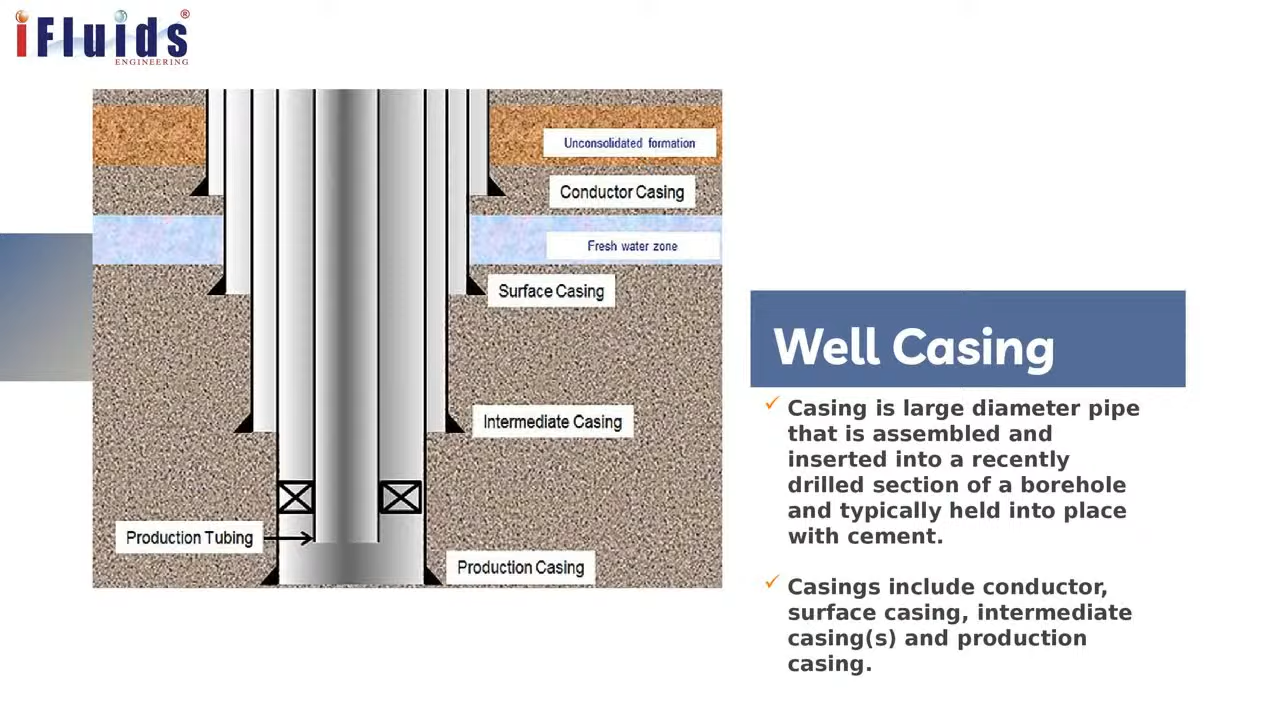 iFluids®
ENGINEERING
Unconsolidated formation
Conductor Casing
Fresh water zone
Surface Casing
Intermediate Casing
Production Tubing
Production Casing
Well Casing
✓ Casing is large diameter pipe
that is assembled and
inserted into a recently
drilled section of a borehole
and typically held into place
with cement.
✓ Casings include conductor,
surface casing, intermediate
casing(s) and production
casing.